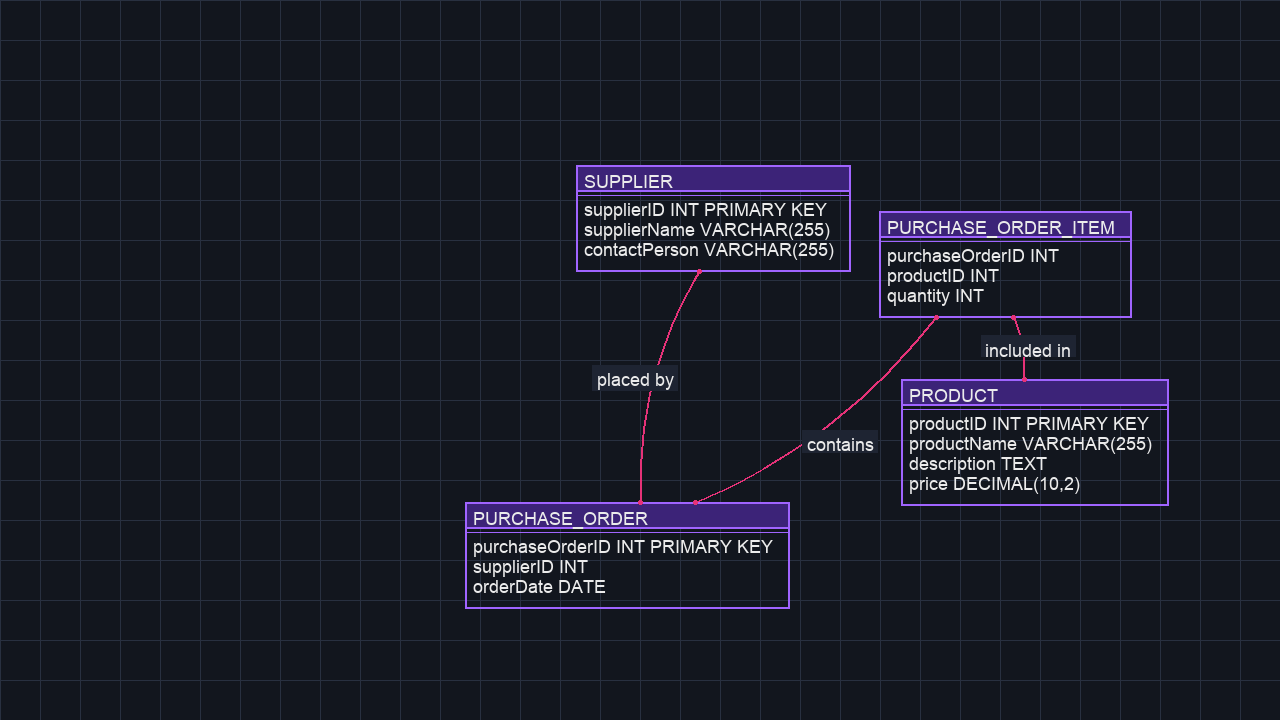 SUPPLIER
supplierID INT PRIMARY KEY
supplierName VARCHAR(255)
contactPerson VARCHAR(255)
PURCHASE_ORDER_ITEM
purchaseOrderID INT
productID INT
quantity INT
included in
placed by
PRODUCT
productID INT PRIMARY KEY
productName VARCHAR(255)
description TEXT
price DECIMAL(10,2)
contains
PURCHASE_ORDER
purchaseOrderID INT PRIMARY KEY
supplierID INT
orderDate DATE